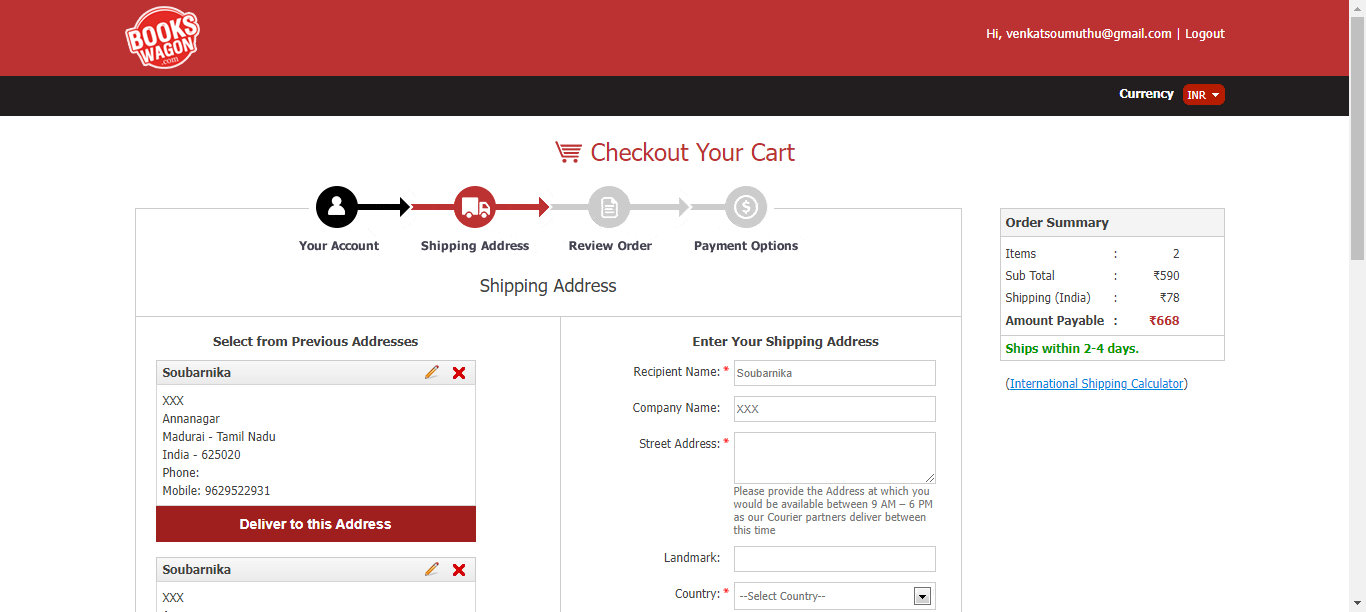 BOOKS
WAGON
.com
Hi, venkatsoumuthu@gmail.com | Logout
Currency INR
Checkout Your Cart
Your Account Shipping Address Review Order Payment Options
Shipping Address
Select from Previous Addresses
Soubarnika
XXX
Annanagar
Madurai - Tamil Nadu
India - 625020
Phone:
Mobile: 9629522931
Deliver to this Address
Soubarnika
XXX
Enter Your Shipping Address
Recipient Name: * Soubarnika
Company Name: XXX
Street Address: *
Please provide the Address at which you
would be available between 9 AM – 6 PM
as our Courier partners deliver between
this time
Landmark:
Country: * --Select Country--
Order Summary
Items : 2
Sub Total : ₹590
Shipping (India) : ₹78
Amount Payable : ₹668
Ships within 2-4 days.
(International Shipping Calculator)